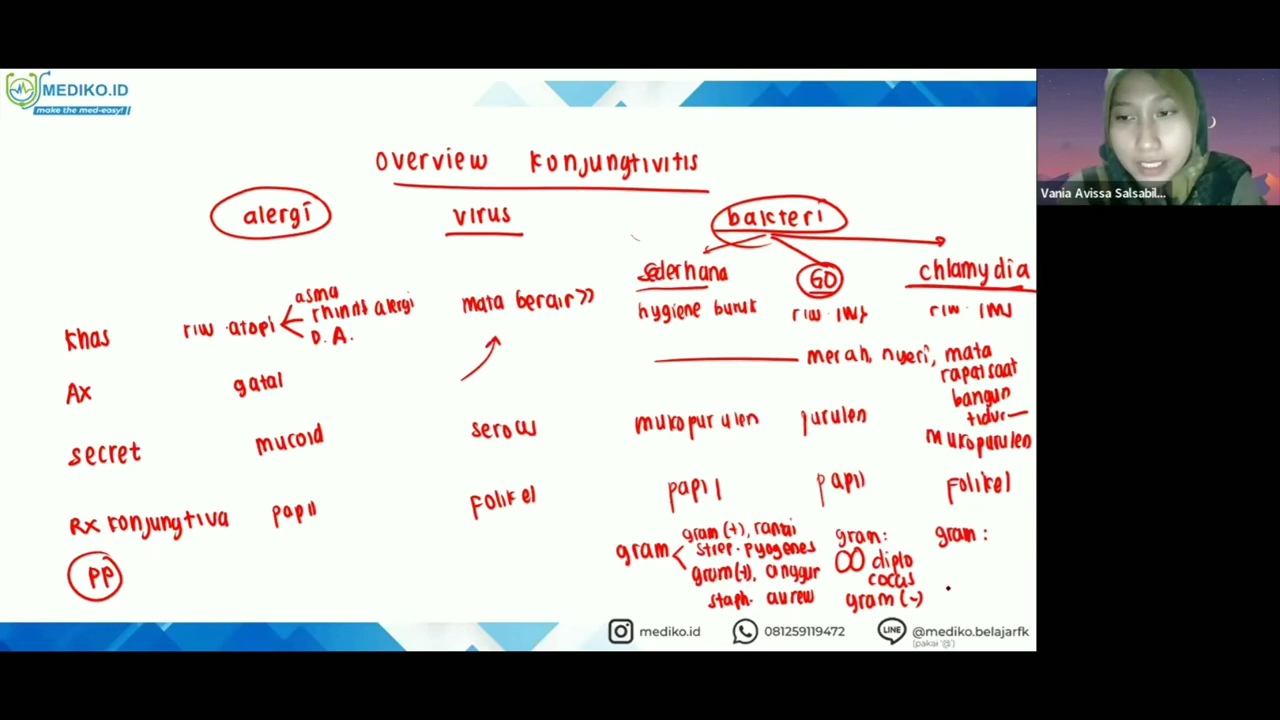 MEDIKO.ID
make the med-easy!
overview konjungtivitis
alergi virus bakteri
sederhana GO chlamydia
Khas riw. atopi asma rhinitis alergi D.A. mata berair >> hygiene buruk riw. IMS riw. IMS
Ax gatal merah, nyeri, mata rapat saat bangun tidur
secret mucoid serous mukopurulen purulen mukopurulen
Rx konjungtiva papil Folikel papil papil Folikel
PP gram gram (+), rantai strep. pyogenes gram (+), anggur staph. aureus gram: diplo cocus gram (-) gram:
mediko.id 081259119472 @mediko.belajarfk
(pakai '@')
Vania Avissa Salsabil...